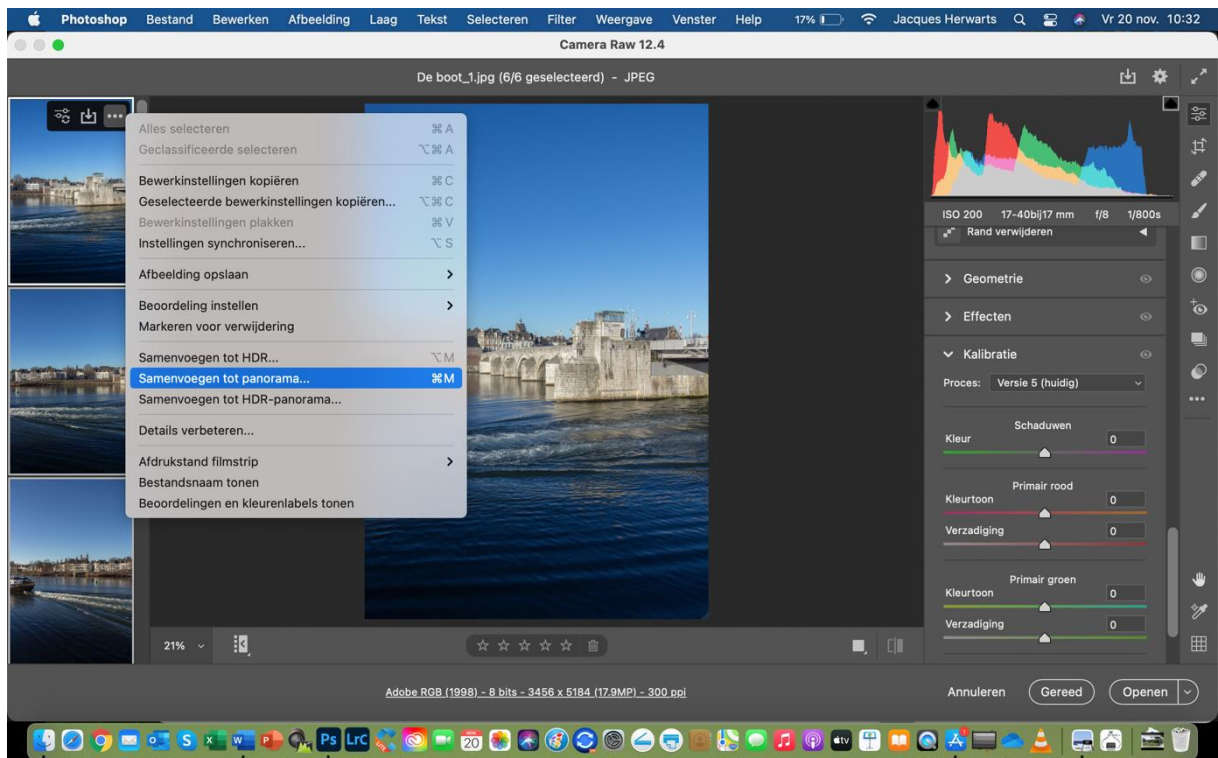 Photoshop Bestand Bewerken Afbeelding Laag Tekst Selecteren Filter Weergave Venster Help 17% Jacques Herwarts Vr 20 nov. 10:32
Camera Raw 12.4
De boot_1.jpg (6/6 geselecteerd) - JPEG
Alles selecteren ⌘ A
Geclassificeerde selecteren ⌥⌘ A
Bewerkinstellingen kopiëren ⌘ C
Geselecteerde bewerkinstellingen kopiëren... ⌥⌘ C
Bewerkinstellingen plakken ⌘ V
Instellingen synchroniseren... ⌥ S
Afbeelding opslaan
Beoordeling instellen
Markeren voor verwijdering
Samenvoegen tot HDR... ⌥ M
Samenvoegen tot panorama... ⌘ M
Samenvoegen tot HDR-panorama...
Details verbeteren...
Afdrukstand filmstrip
Bestandsnaam tonen
Beoordelingen en kleurenlabels tonen
ISO 200 17-40bij17 mm f/8 1/800s
Rand verwijderen
Geometrie
Effecten
Kalibratie
Proces: Versie 5 (huidig)
Schaduwen
Kleur 0
Primair rood
Kleurtoon 0
Verzadiging 0
Primair groen
Kleurtoon 0
Verzadiging 0
21%
Adobe RGB (1998) - 8 bits - 3456 x 5184 (17.9MP) - 300 ppi
Annuleren Gereed Openen
S X W P Ps LrC 20 tv